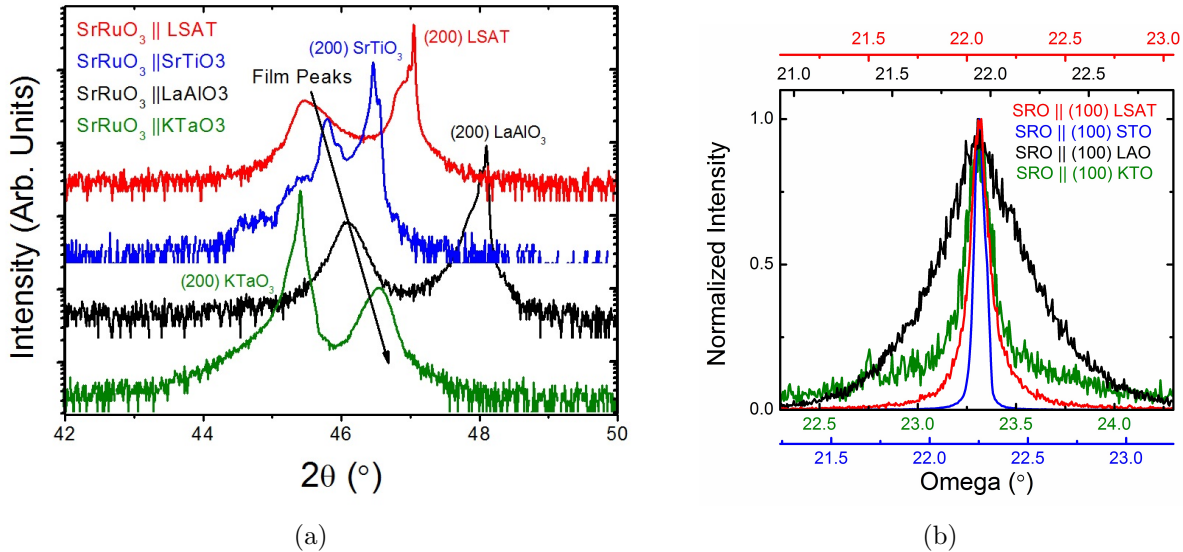 SrRuO3 || LSAT
SrRuO3 ||SrTiO3
SrRuO3 ||LaAlO3
SrRuO3 ||KTaO3
(200) LSAT
(200) SrTiO3
Film Peaks
(200) LaAlO3
(200) KTaO3
Intensity (Arb. Units)
42 44 46 48 50
2θ (°)
(a)
21.5 22.0 22.5 23.0
21.0 21.5 22.0 22.5
SRO || (100) LSAT
SRO || (100) STO
SRO || (100) LAO
SRO || (100) KTO
1.0
0.5
0.0
Normalized Intensity
22.5 23.0 23.5 24.0
21.5 22.0 22.5 23.0
Omega (°)
(b)